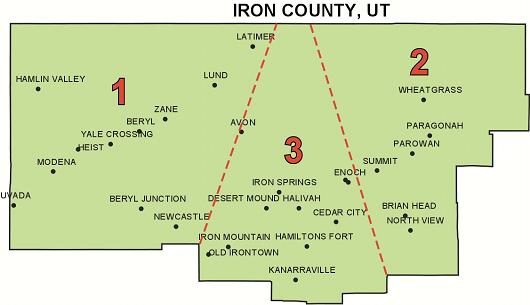 IRON COUNTY, UT
LATIMER
1
2
HAMLIN VALLEY
LUND
WHEATGRASS
ZANE
BERYL
AVON
PARAGONAH
YALE CROSSING
HEIST
3
PAROWAN
MODENA
SUMMIT
ENOCH
IRON SPRINGS
UVADA
BERYL JUNCTION
DESERT MOUND
HALIVAH
BRIAN HEAD
NEWCASTLE
CEDAR CITY
NORTH VIEW
IRON MOUNTAIN
HAMILTONS FORT
OLD IRONTOWN
KANARRAVILLE